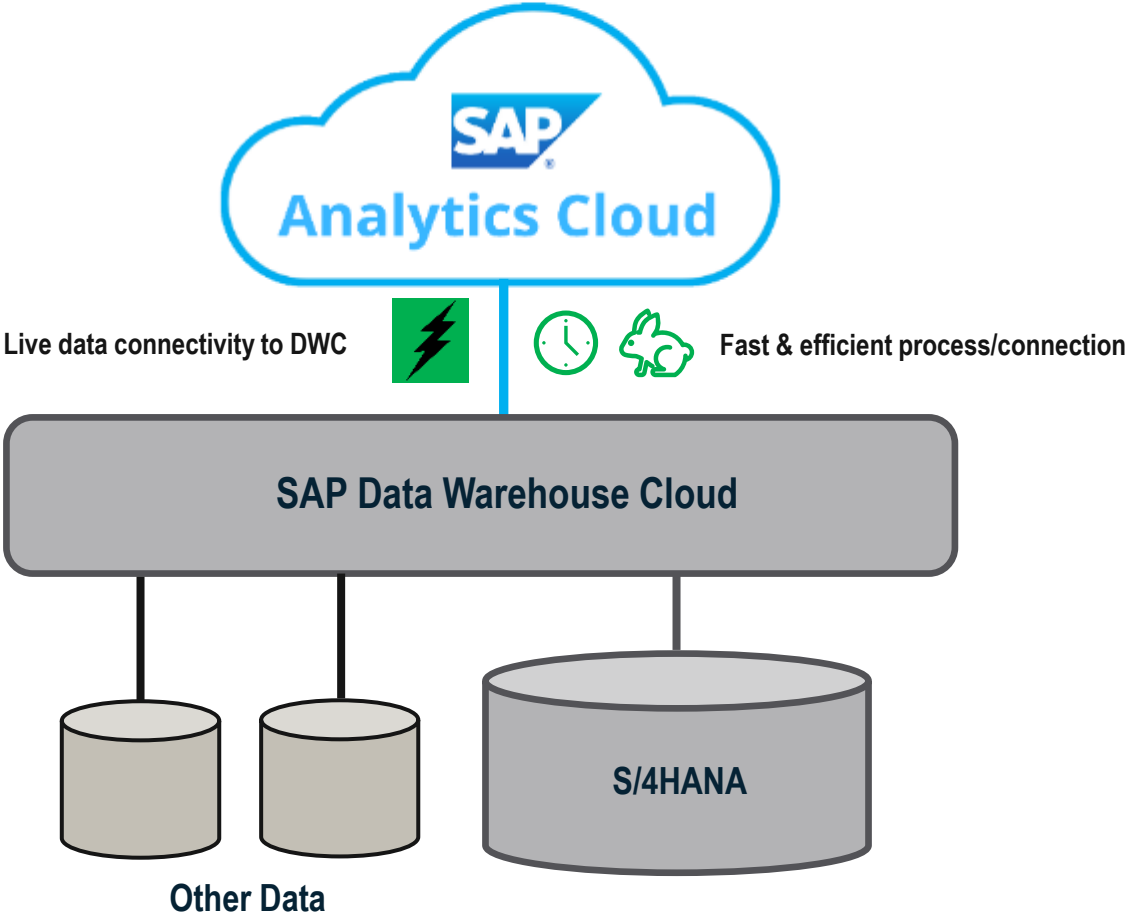 SAP
®
Analytics Cloud
Live data connectivity to DWC
Fast & efficient process/connection
SAP Data Warehouse Cloud
S/4HANA
Other Data